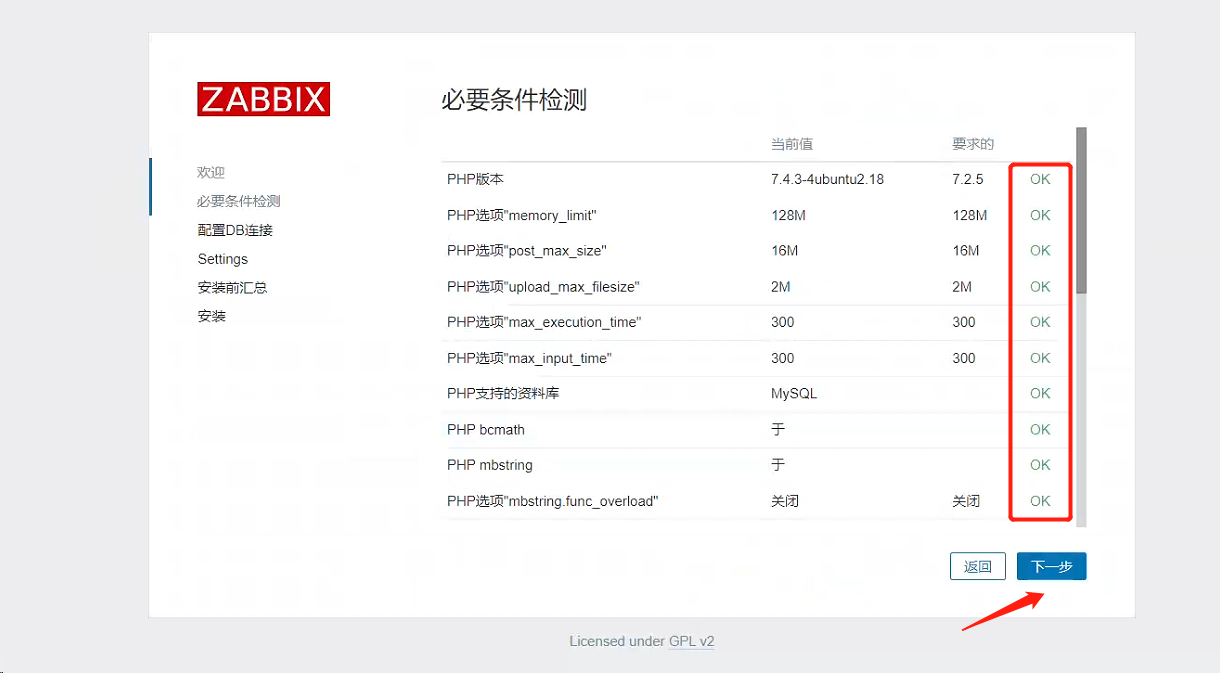 ZABBIX
欢迎
必要条件检测
配置DB连接
Settings
安装前汇总
安装
必要条件检测
当前值 要求的
PHP版本 7.4.3-4ubuntu2.18 7.2.5 OK
PHP选项"memory_limit" 128M 128M OK
PHP选项"post_max_size" 16M 16M OK
PHP选项"upload_max_filesize" 2M 2M OK
PHP选项"max_execution_time" 300 300 OK
PHP选项"max_input_time" 300 300 OK
PHP支持的资料库 MySQL OK
PHP bcmath 于 OK
PHP mbstring 于 OK
PHP选项"mbstring.func_overload" 关闭 关闭 OK
返回 下一步
Licensed under GPL v2